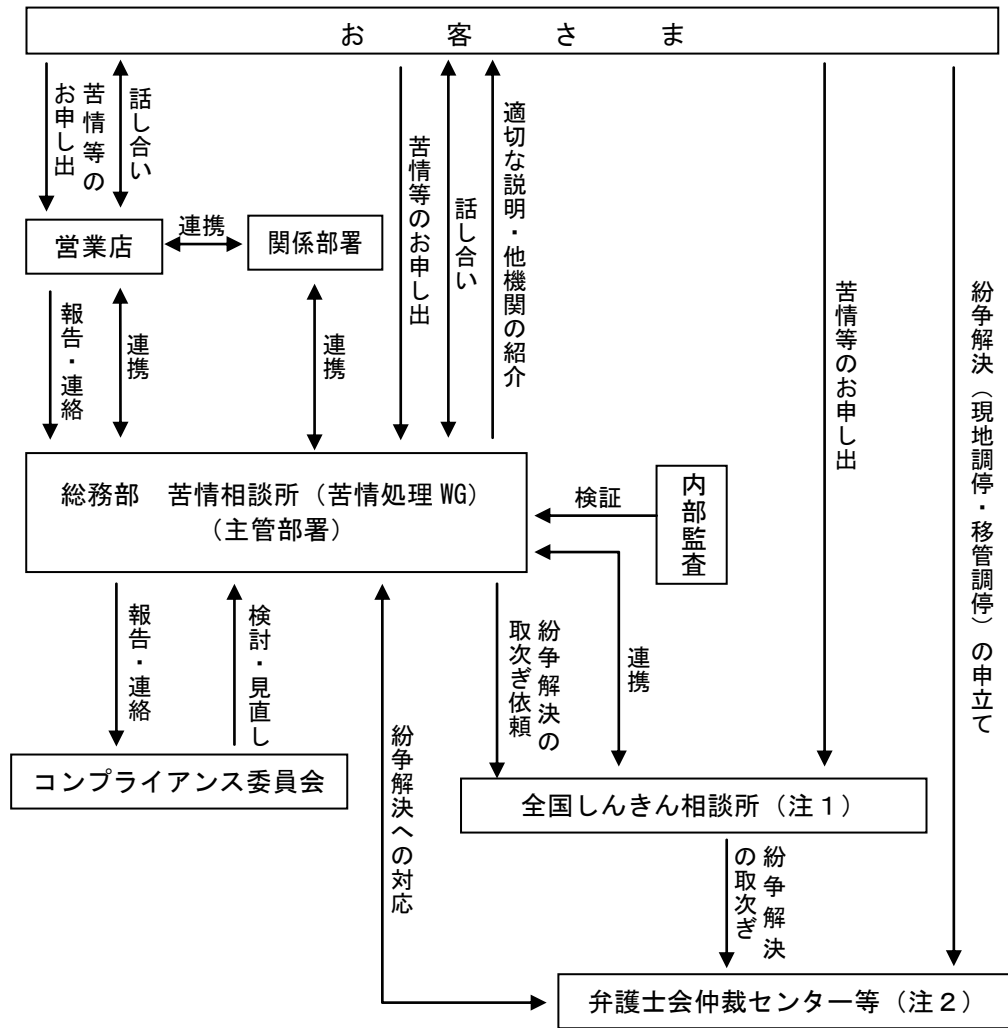 お客さま
苦情等の
お申し出
話し合い
苦情等のお申し出
話し合い
適切な説明・他機関の紹介
苦情等のお申し出
紛争解決（現地調停・移管調停）の申立て
営業店
連携
関係部署
報告・連絡
連携
連携
総務部　苦情相談所（苦情処理WG）
（主管部署）
検証
内部監査
報告・連絡
検討・見直し
紛争解決への対応
紛争解決の
取次ぎ依頼
連携
コンプライアンス委員会
全国しんきん相談所（注１）
紛争解決
の取次ぎ
弁護士会仲裁センター等（注２）